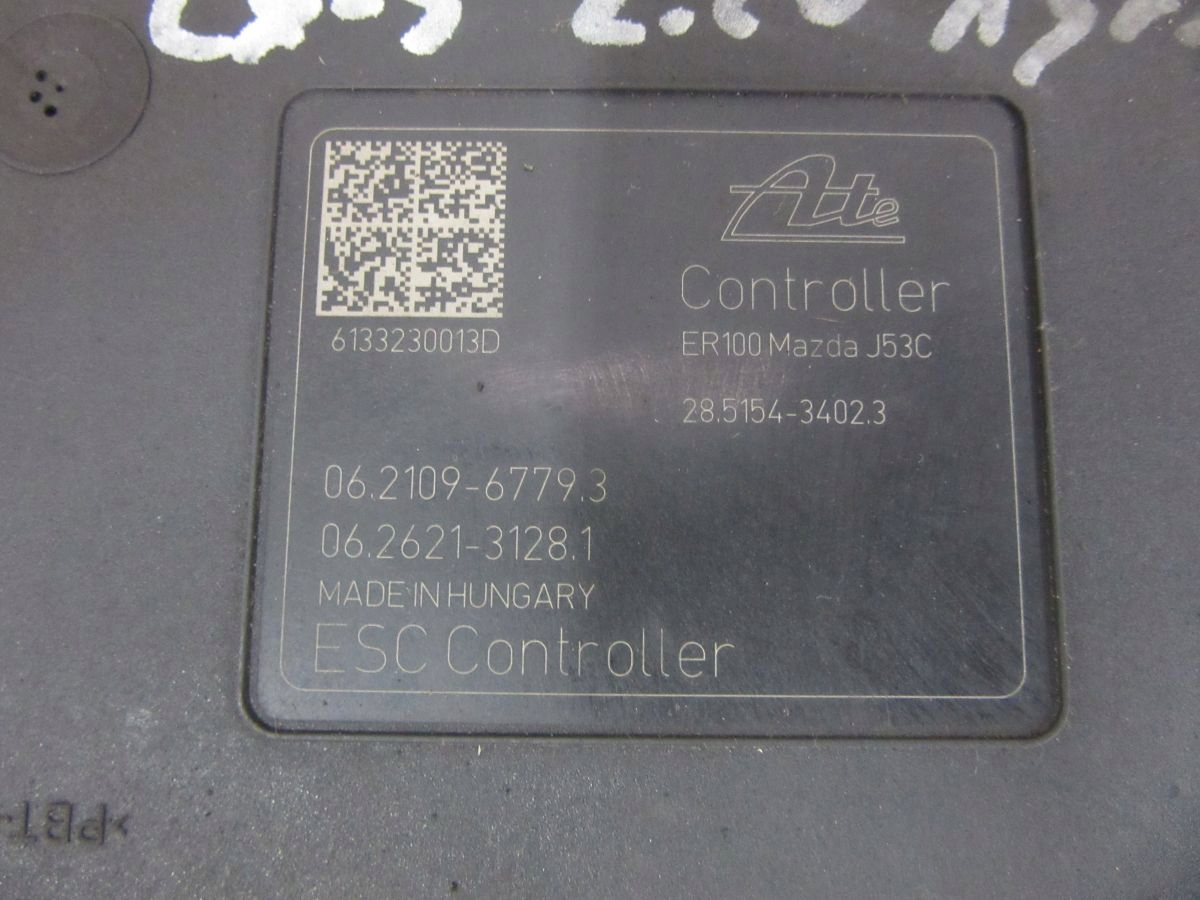 Ate
Controller
ER100 Mazda J53C
28.5154-3402.3
6133230013D
06.2109-6779.3
06.2621-3128.1
MADE IN HUNGARY
ESC Controller